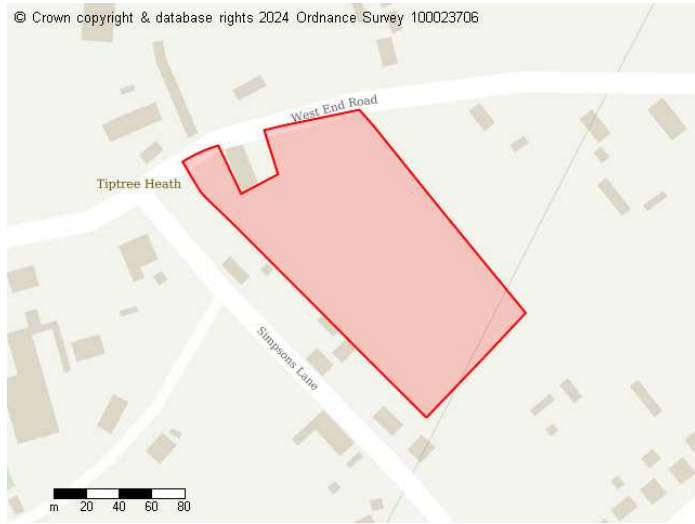 © Crown copyright & database rights 2024 Ordnance Survey 100023706
West End Road
Tiptree Heath
Simpsons Lane
m 20 40 60 80